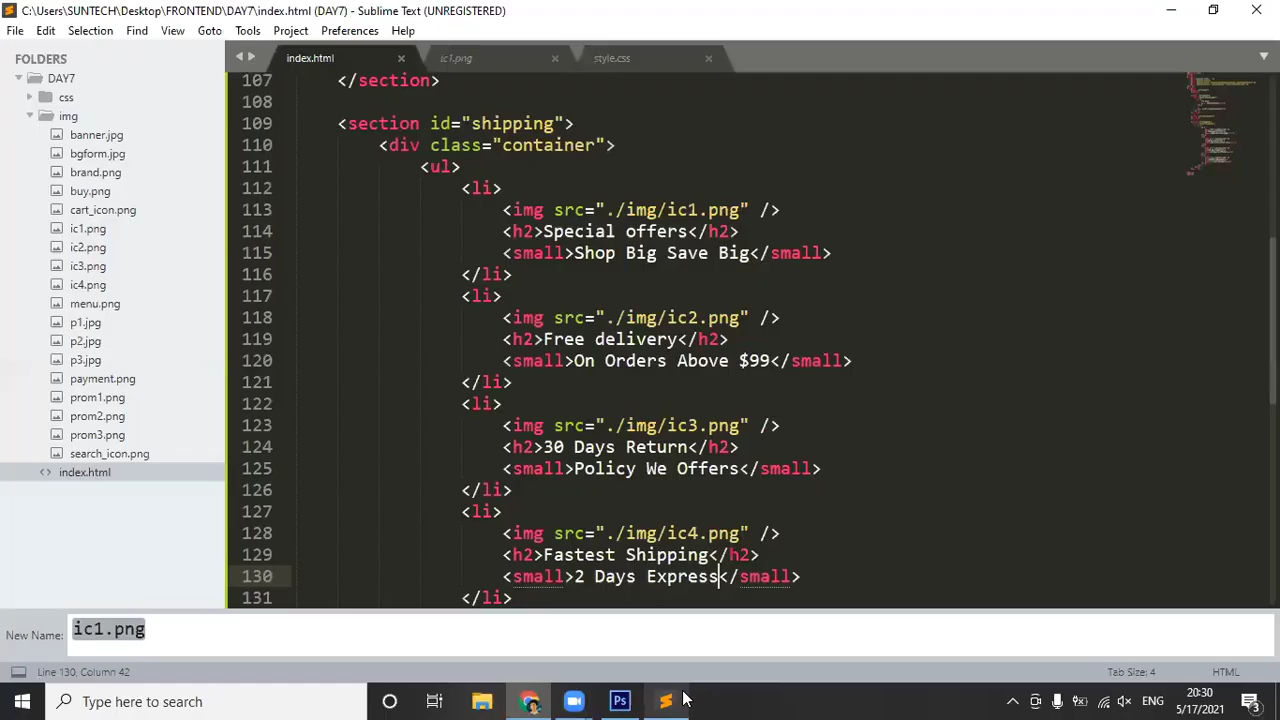 C:\Users\SUNTECH\Desktop\FRONTEND\DAY7\index.html (DAY7) - Sublime Text (UNREGISTERED)
File Edit Selection Find View Goto Tools Project Preferences Help
FOLDERS
DAY7
css
img
banner.jpg
bgform.jpg
brand.png
buy.png
cart_icon.png
ic1.png
ic2.png
ic3.png
ic4.png
menu.png
p1.jpg
p2.jpg
p3.jpg
payment.png
prom1.png
prom2.png
prom3.png
search_icon.png
<> index.html
index.html ic1.png style.css
107 </section>
108
109 <section id="shipping">
110 <div class="container">
111 <ul>
112 <li>
113 <img src="./img/ic1.png" />
114 <h2>Special offers</h2>
115 <small>Shop Big Save Big</small>
116 </li>
117 <li>
118 <img src="./img/ic2.png" />
119 <h2>Free delivery</h2>
120 <small>On Orders Above $99</small>
121 </li>
122 <li>
123 <img src="./img/ic3.png" />
124 <h2>30 Days Return</h2>
125 <small>Policy We Offers</small>
126 </li>
127 <li>
128 <img src="./img/ic4.png" />
129 <h2>Fastest Shipping</h2>
130 <small>2 Days Express</small>
131 </li>
New Name: ic1.png
Line 130, Column 42 Tab Size: 4 HTML
Type here to search
Ps
ENG
20:30
5/17/2021
3